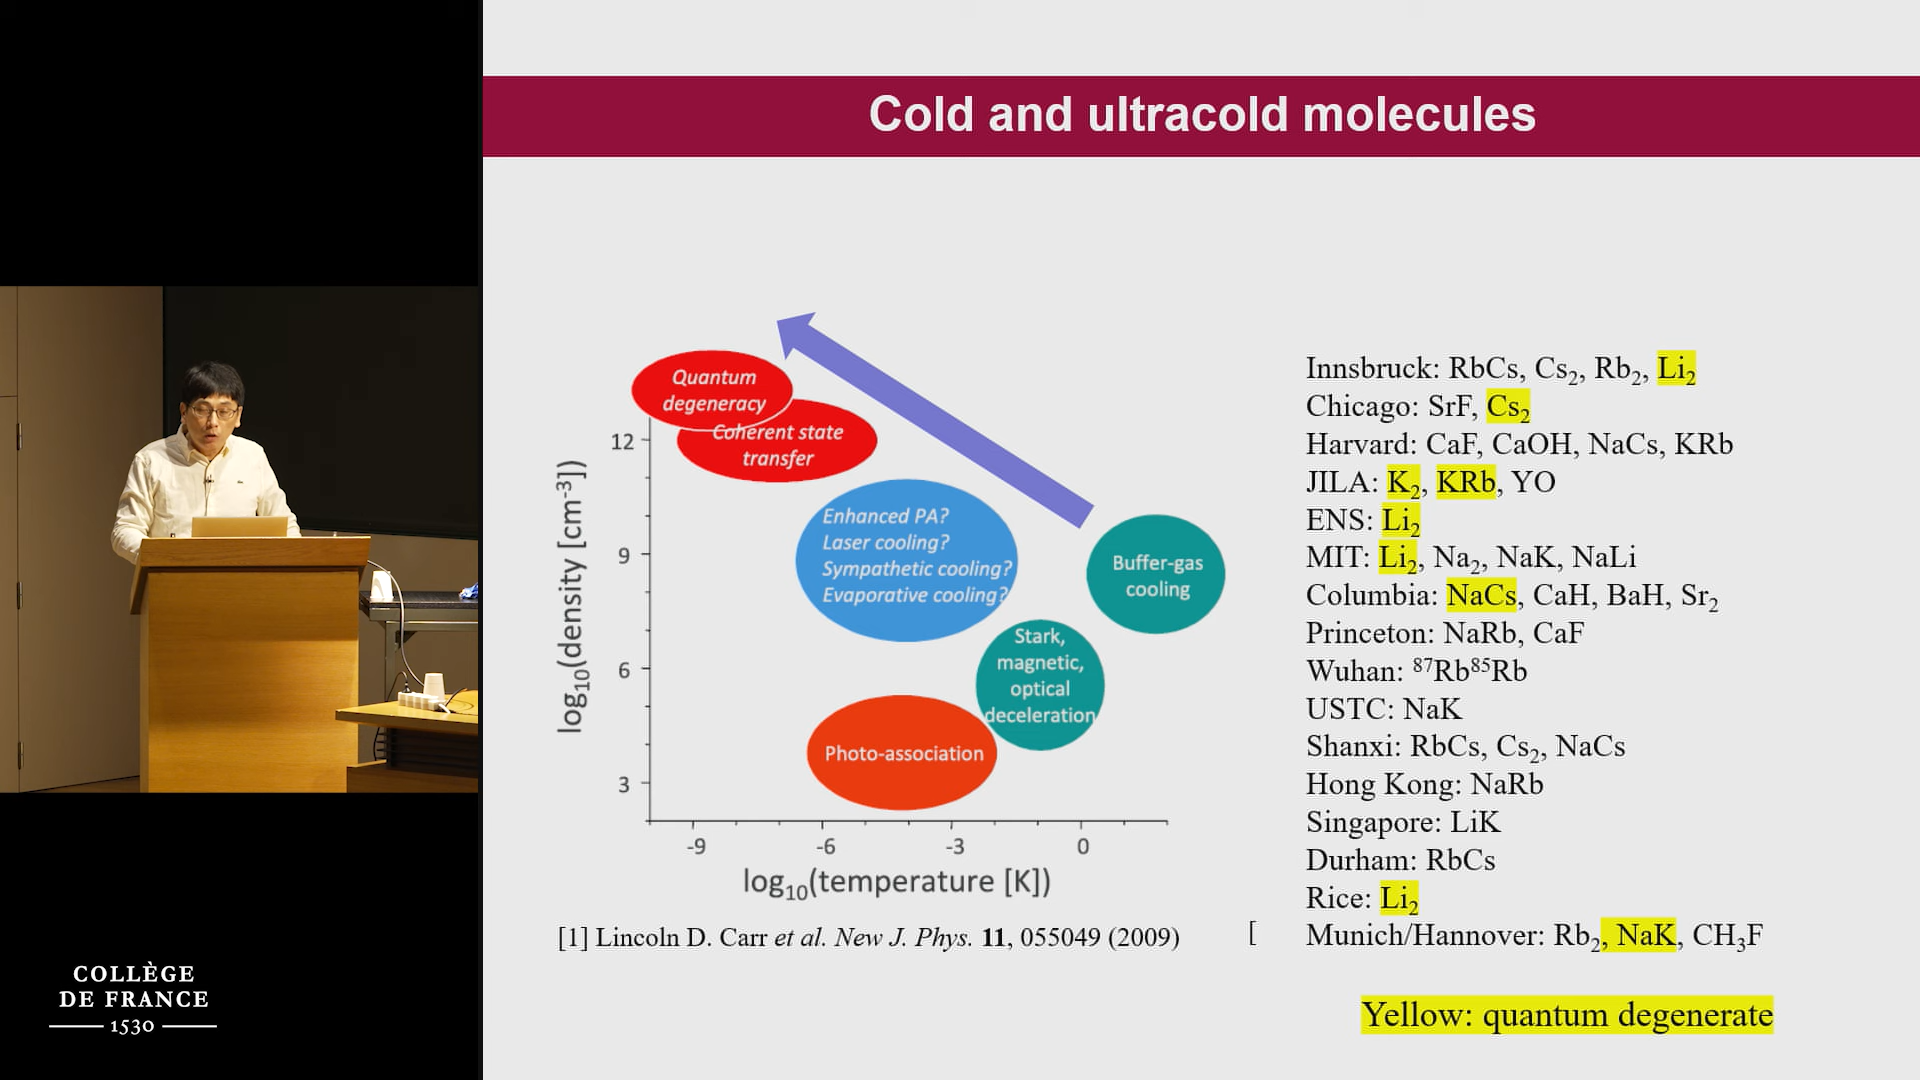 Cold and ultracold molecules
Quantum
degeneracy
Coherent state
transfer
Enhanced PA?
Laser cooling?
Sympathetic cooling?
Evaporative cooling?
Buffer-gas
cooling
Stark,
magnetic,
optical
deceleration
Photo-association
12
9
6
3
log₁₀(density [cm⁻³])
-9 -6 -3 0
log₁₀(temperature [K])
[1] Lincoln D. Carr et al. New J. Phys. 11, 055049 (2009)
[
Innsbruck: RbCs, Cs₂, Rb₂, Li₂
Chicago: SrF, Cs₂
Harvard: CaF, CaOH, NaCs, KRb
JILA: K₂, KRb, YO
ENS: Li₂
MIT: Li₂, Na₂, NaK, NaLi
Columbia: NaCs, CaH, BaH, Sr₂
Princeton: NaRb, CaF
Wuhan: ⁸⁷Rb⁸⁵Rb
USTC: NaK
Shanxi: RbCs, Cs₂, NaCs
Hong Kong: NaRb
Singapore: LiK
Durham: RbCs
Rice: Li₂
Munich/Hannover: Rb₂, NaK, CH₃F
Yellow: quantum degenerate
COLLÈGE
DE FRANCE
1530